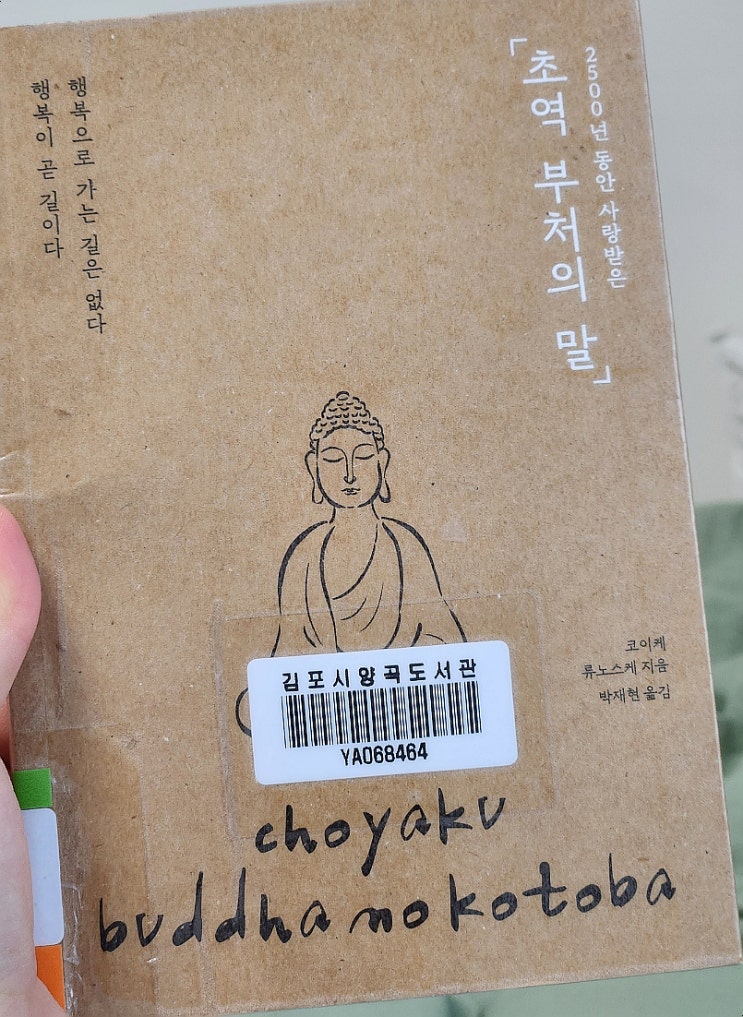 2500년 동안 사랑받은
「초역 부처의 말」
행복으로 가는 길은 없다
행복이 곧 길이다
코이케
류노스케 지음
박재현 옮김
김포시양곡도서관
YA068464
choyaku
buddha no kotoba